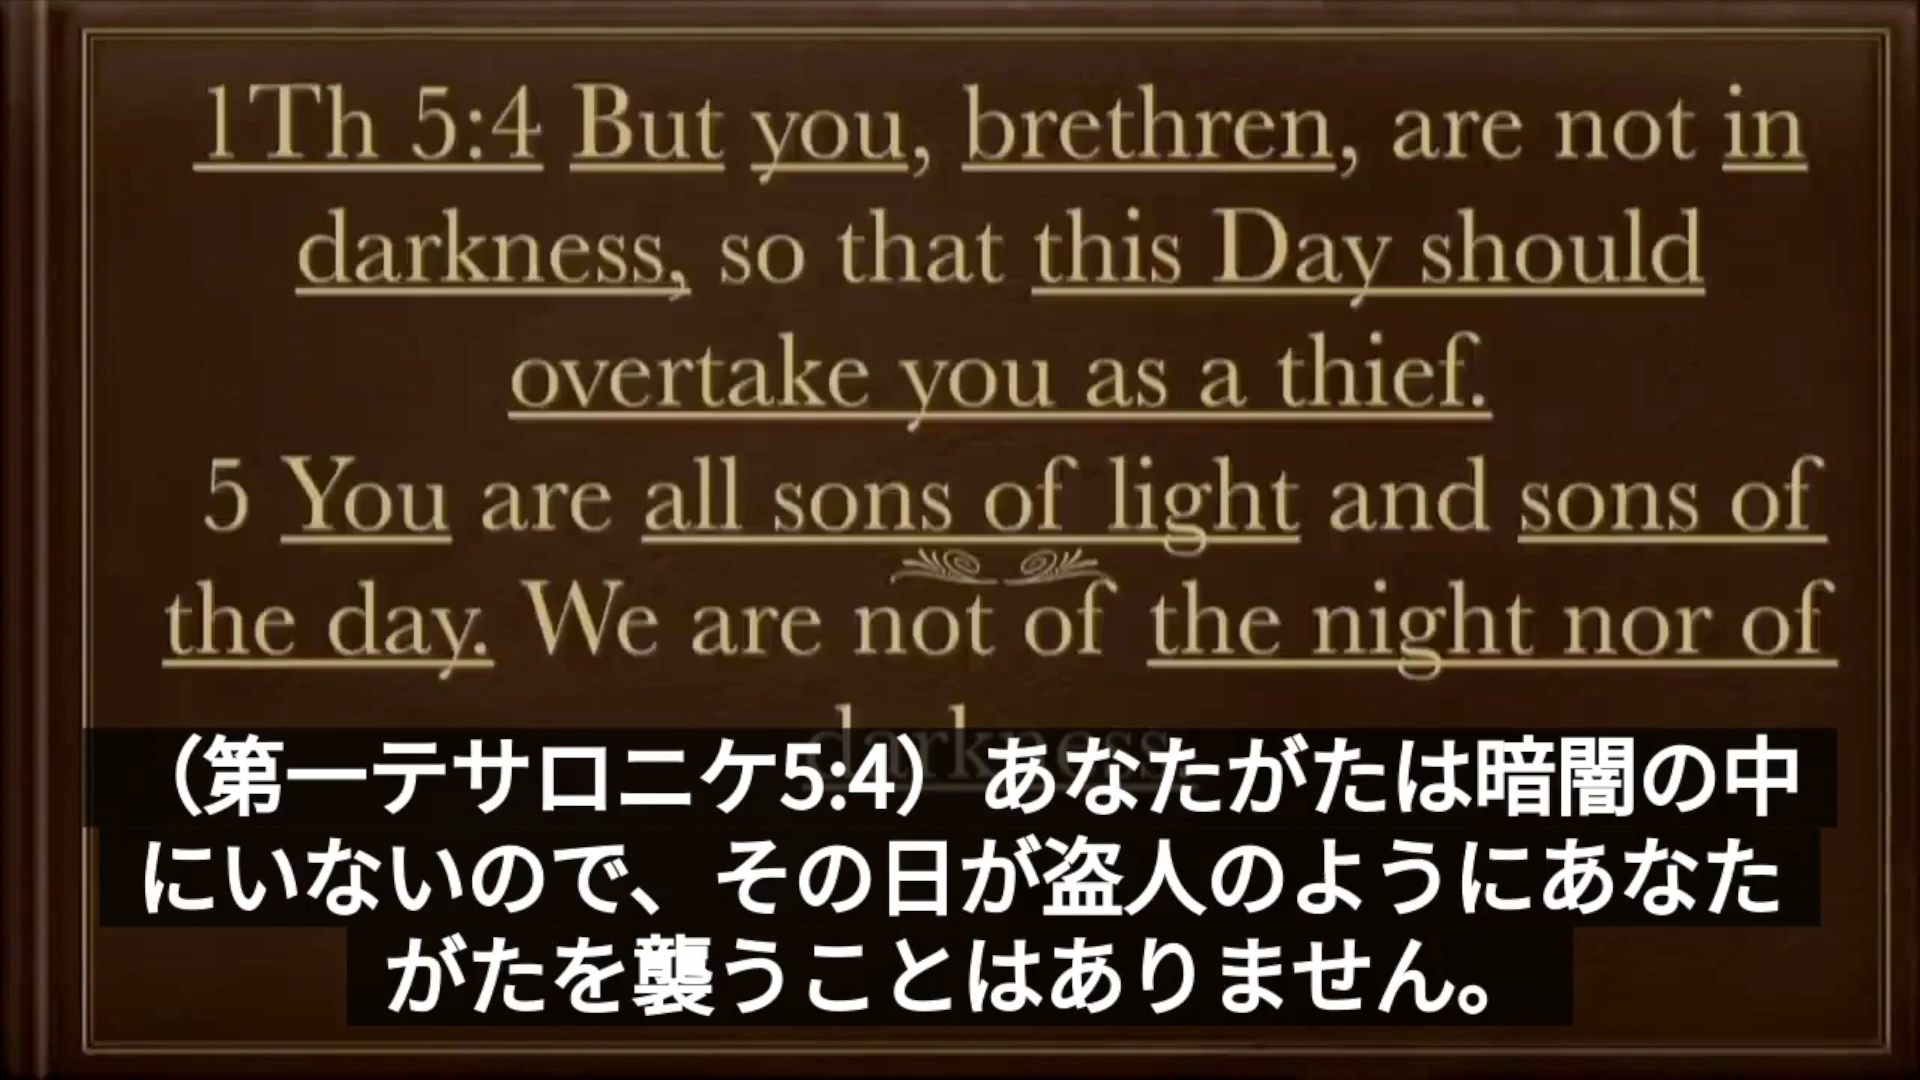 1Th 5:4 But you, brethren, are not in
darkness, so that this Day should
overtake you as a thief.
5 You are all sons of light and sons of
the day. We are not of the night nor of
darkness.
（第一テサロニケ5:4）あなたがたは暗闇の中
にいないので、その日が盗人のようにあなた
がたを襲うことはありません。